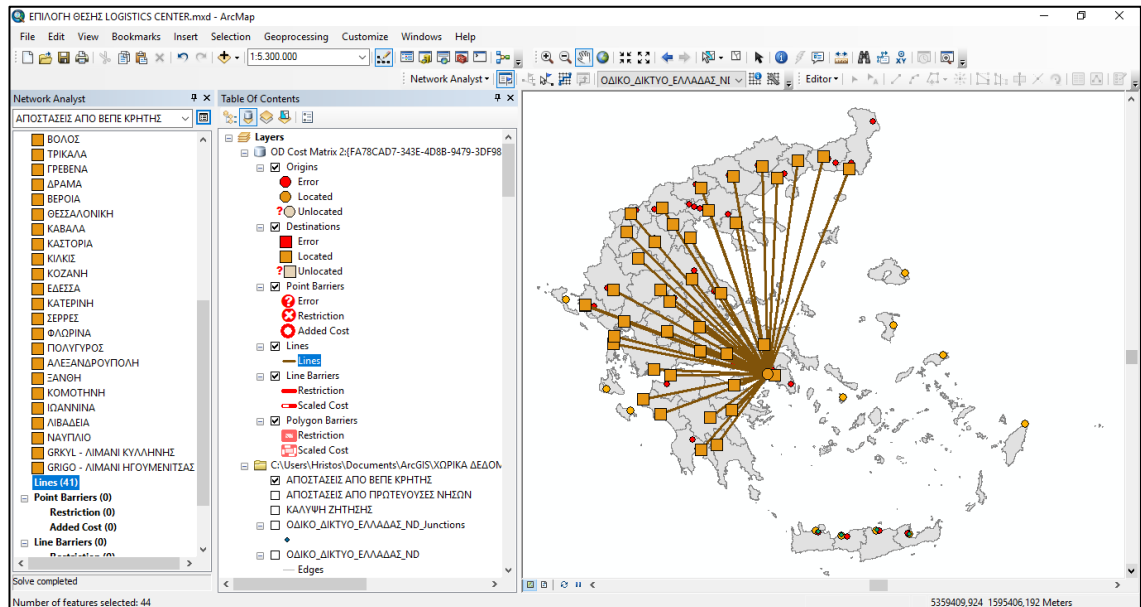 ΕΠΙΛΟΓΗ ΘΕΣΗΣ LOGISTICS CENTER.mxd - ArcMap
File Edit View Bookmarks Insert Selection Geoprocessing Customize Windows Help
1:5.300.000
Network Analyst
ΟΔΙΚΟ_ΔΙΚΤΥΟ_ΕΛΛΑΔΑΣ_ND
Editor
Network Analyst
ΑΠΟΣΤΑΣΕΙΣ ΑΠΟ ΒΕΠΕ ΚΡΗΤΗΣ
ΒΟΛΟΣ
ΤΡΙΚΑΛΑ
ΓΡΕΒΕΝΑ
ΔΡΑΜΑ
ΒΕΡΟΙΑ
ΘΕΣΣΑΛΟΝΙΚΗ
ΚΑΒΑΛΑ
ΚΑΣΤΟΡΙΑ
ΚΙΛΚΙΣ
ΚΟΖΑΝΗ
ΕΔΕΣΣΑ
ΚΑΤΕΡΙΝΗ
ΣΕΡΡΕΣ
ΦΛΩΡΙΝΑ
ΠΟΛΥΓΥΡΟΣ
ΑΛΕΞΑΝΔΡΟΥΠΟΛΗ
ΞΑΝΘΗ
ΚΟΜΟΤΗΝΗ
ΙΩΑΝΝΙΝΑ
ΛΙΒΑΔΕΙΑ
ΝΑΥΠΛΙΟ
GRKYL - ΛΙΜΑΝΙ ΚΥΛΛΗΝΗΣ
GRIGO - ΛΙΜΑΝΙ ΗΓΟΥΜΕΝΙΤΣΑΣ
Lines (41)
Point Barriers (0)
Restriction (0)
Added Cost (0)
Line Barriers (0)
Restriction (0)
Solve completed
Table Of Contents
Layers
OD Cost Matrix 2:{FA78CAD7-343E-4D8B-9479-3DF98
Origins
Error
Located
? Unlocated
Destinations
Error
Located
? Unlocated
Point Barriers
Error
Restriction
Added Cost
Lines
Lines
Line Barriers
Restriction
Scaled Cost
Polygon Barriers
Restriction
Scaled Cost
C:\Users\Hristos\Documents\ArcGIS\ΧΩΡΙΚΑ ΔΕΔΟΜ
ΑΠΟΣΤΑΣΕΙΣ ΑΠΟ ΒΕΠΕ ΚΡΗΤΗΣ
ΑΠΟΣΤΑΣΕΙΣ ΑΠΟ ΠΡΩΤΕΥΟΥΣΕΣ ΝΗΣΩΝ
ΚΑΛΥΨΗ ΖΗΤΗΣΗΣ
ΟΔΙΚΟ_ΔΙΚΤΥΟ_ΕΛΛΑΔΑΣ_ND_Junctions
ΟΔΙΚΟ_ΔΙΚΤΥΟ_ΕΛΛΑΔΑΣ_ND
Edges
Number of features selected: 44
5359409,924 1595406,192 Meters